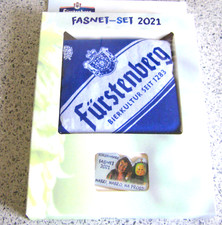 FASNET-SET 2021
Fürstenberg
BIERKULTUR SEIT 1283
FASNET
2021